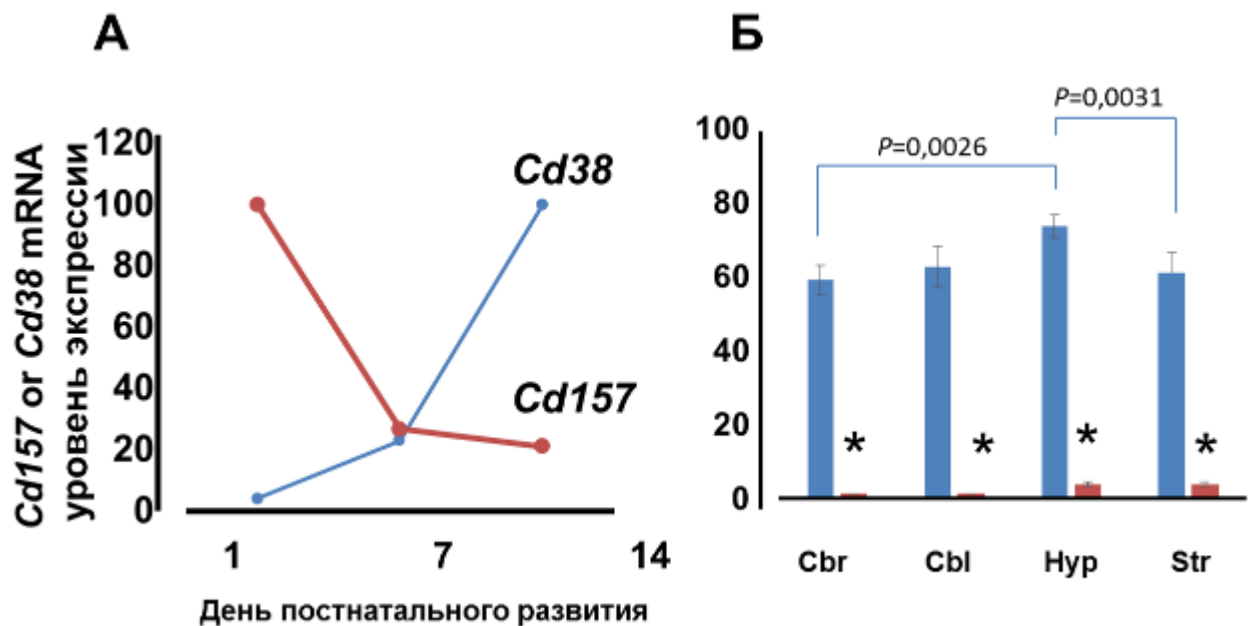 А
Cd157 or Cd38 mRNA
уровень экспрессии
120
100
80
60
40
20
0
Cd38
Cd157
1 7 14
День постнатального развития
Б
P=0,0031
P=0,0026
100
80
60
40
20
0
* * * *
Cbr Cbl Hyp Str